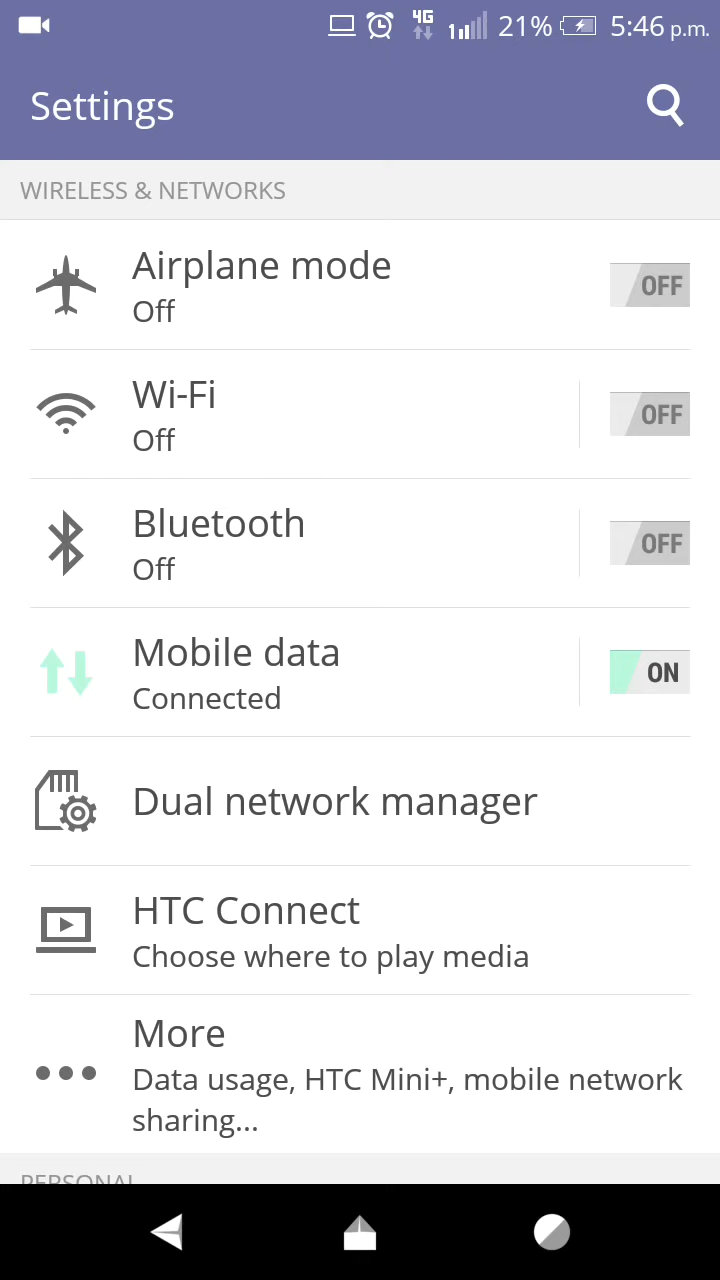 4G 1 21% 5:46 p.m.
Settings
WIRELESS & NETWORKS
Airplane mode
Off
OFF
Wi-Fi
Off
OFF
Bluetooth
Off
OFF
Mobile data
Connected
ON
Dual network manager
HTC Connect
Choose where to play media
More
Data usage, HTC Mini+, mobile network
sharing...
PERSONAL